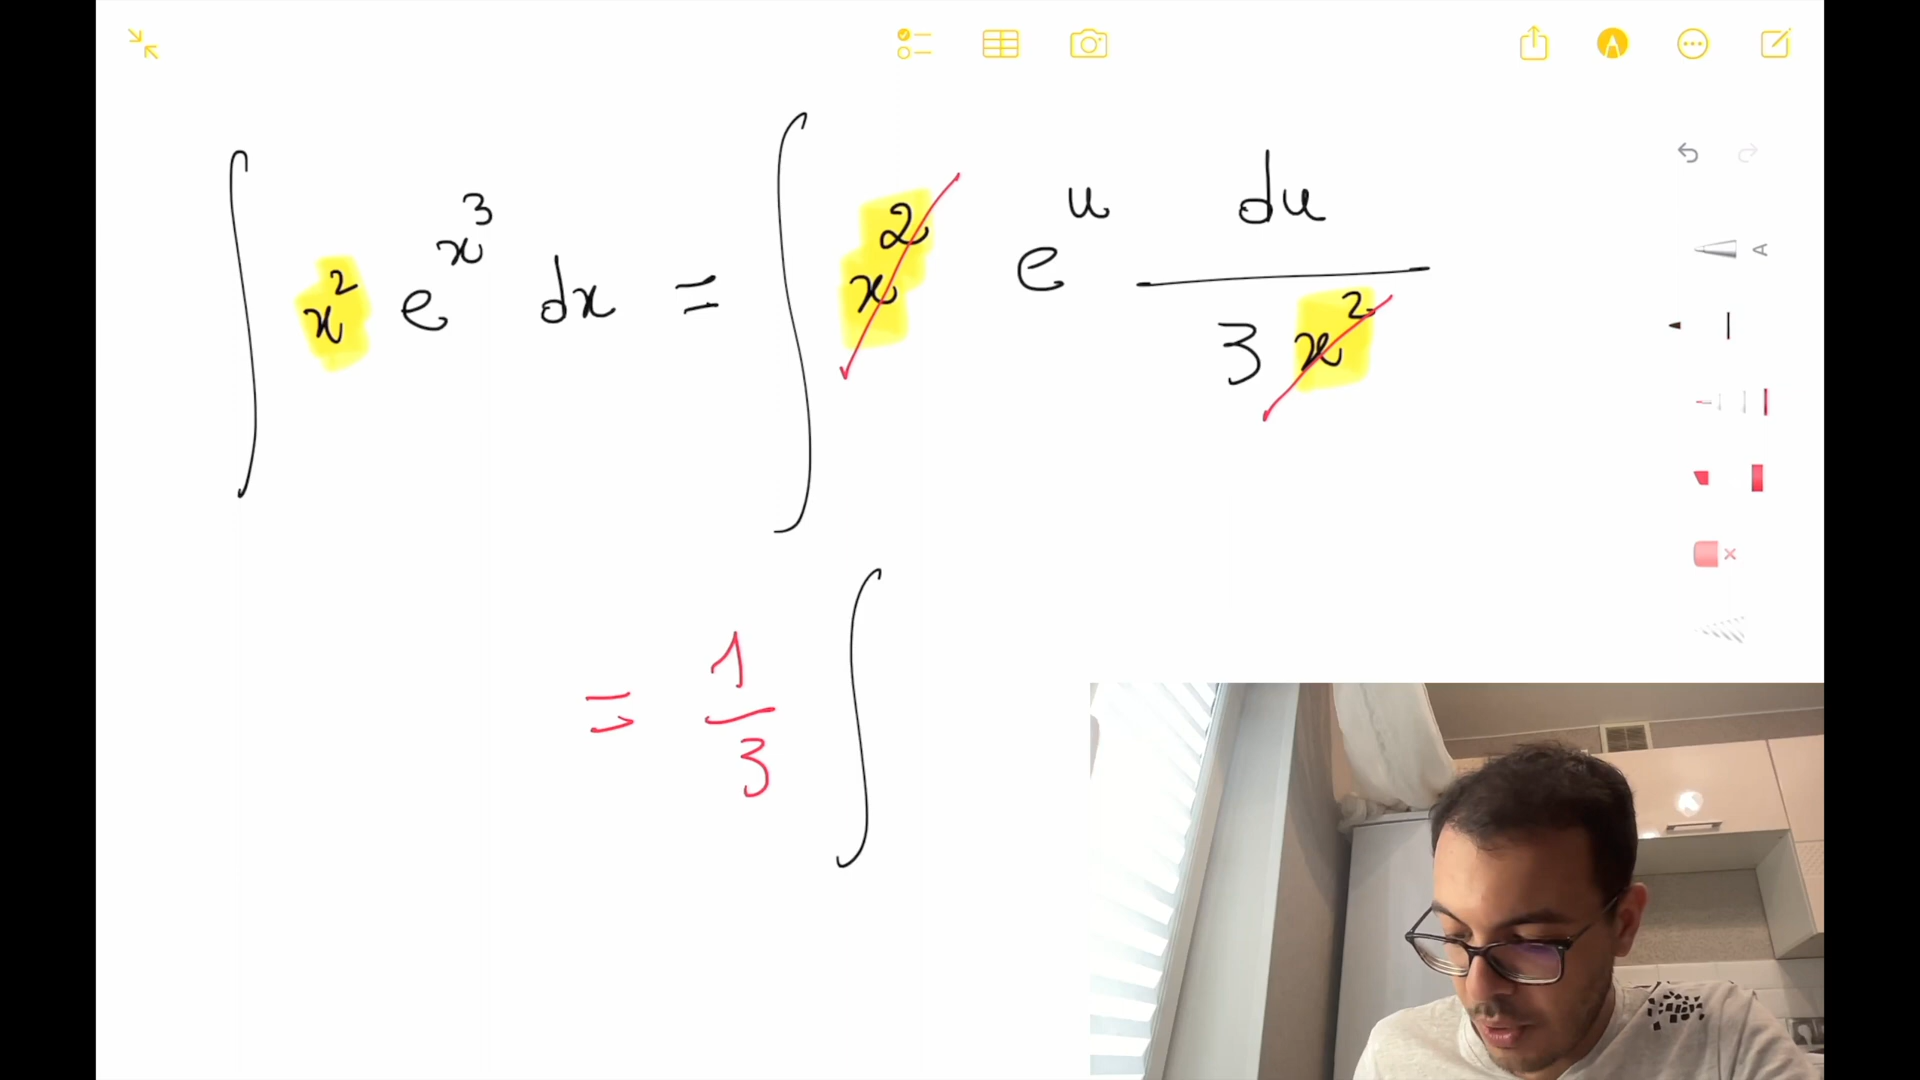 ∫ x² e^{x³} dx = ∫ x² e^u du / 3x²
= 1/3 ∫
A